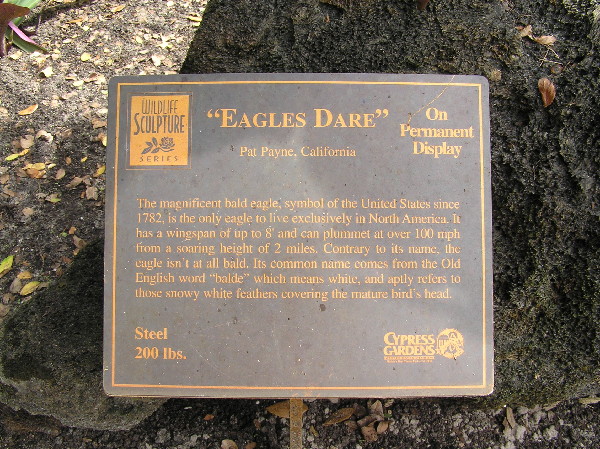 WILDLIFE
SCULPTURE
SERIES
"EAGLES DARE"
Pat Payne, California
On
Permanent
Display
The magnificent bald eagle, symbol of the United States since
1782, is the only eagle to live exclusively in North America. It
has a wingspan of up to 8' and can plummet at over 100 mph
from a soaring height of 2 miles. Contrary to its name, the
eagle isn't at all bald. Its common name comes from the Old
English word "balde" which means white, and aptly refers to
those snowy white feathers covering the mature bird's head.
Steel
200 lbs.
CYPRESS
GARDENS